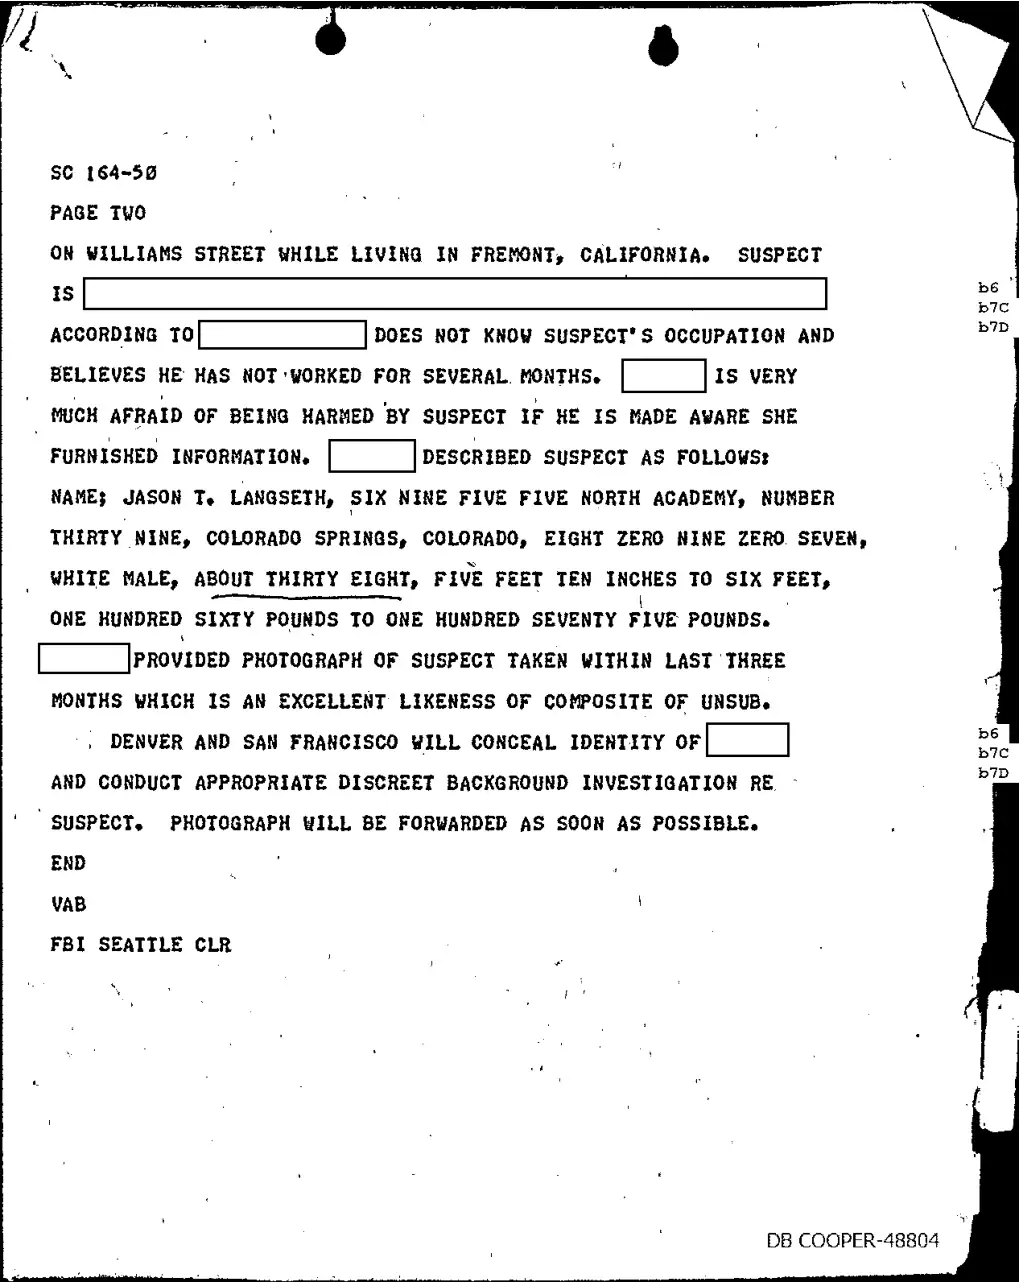 SC 164-50
PAGE TWO
ON WILLIAMS STREET WHILE LIVING IN FREMONT, CALIFORNIA. SUSPECT
IS
b6
b7C
b7D
ACCORDING TO DOES NOT KNOW SUSPECT'S OCCUPATION AND
BELIEVES HE HAS NOT WORKED FOR SEVERAL MONTHS. IS VERY
MUCH AFRAID OF BEING HARMED BY SUSPECT IF HE IS MADE AWARE SHE
FURNISHED INFORMATION. DESCRIBED SUSPECT AS FOLLOWS:
NAME; JASON T. LANGSETH, SIX NINE FIVE FIVE NORTH ACADEMY, NUMBER
THIRTY NINE, COLORADO SPRINGS, COLORADO, EIGHT ZERO NINE ZERO SEVEN,
WHITE MALE, ABOUT THIRTY EIGHT, FIVE FEET TEN INCHES TO SIX FEET,
ONE HUNDRED SIXTY POUNDS TO ONE HUNDRED SEVENTY FIVE POUNDS.
PROVIDED PHOTOGRAPH OF SUSPECT TAKEN WITHIN LAST THREE
MONTHS WHICH IS AN EXCELLENT LIKENESS OF COMPOSITE OF UNSUB.
DENVER AND SAN FRANCISCO WILL CONCEAL IDENTITY OF
b6
b7C
b7D
AND CONDUCT APPROPRIATE DISCREET BACKGROUND INVESTIGATION RE
SUSPECT. PHOTOGRAPH WILL BE FORWARDED AS SOON AS POSSIBLE.
END
VAB
FBI SEATTLE CLR
DB COOPER-48804